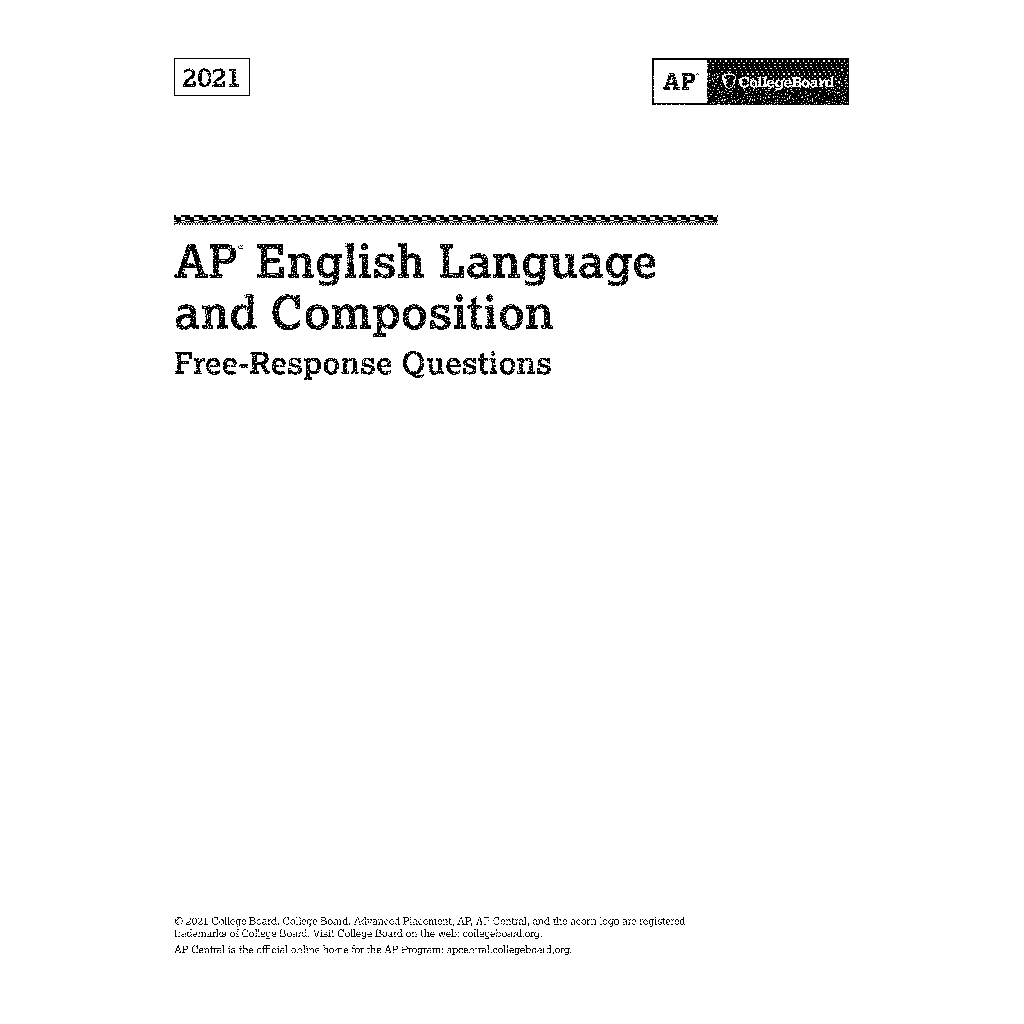 2021
AP® CollegeBoard
AP® English Language
and Composition
Free-Response Questions
© 2021 College Board. College Board, Advanced Placement, AP, AP Central, and the acorn logo are registered
trademarks of College Board. Visit College Board on the web: collegeboard.org.
AP Central is the official online home for the AP Program: apcentral.collegeboard.org.